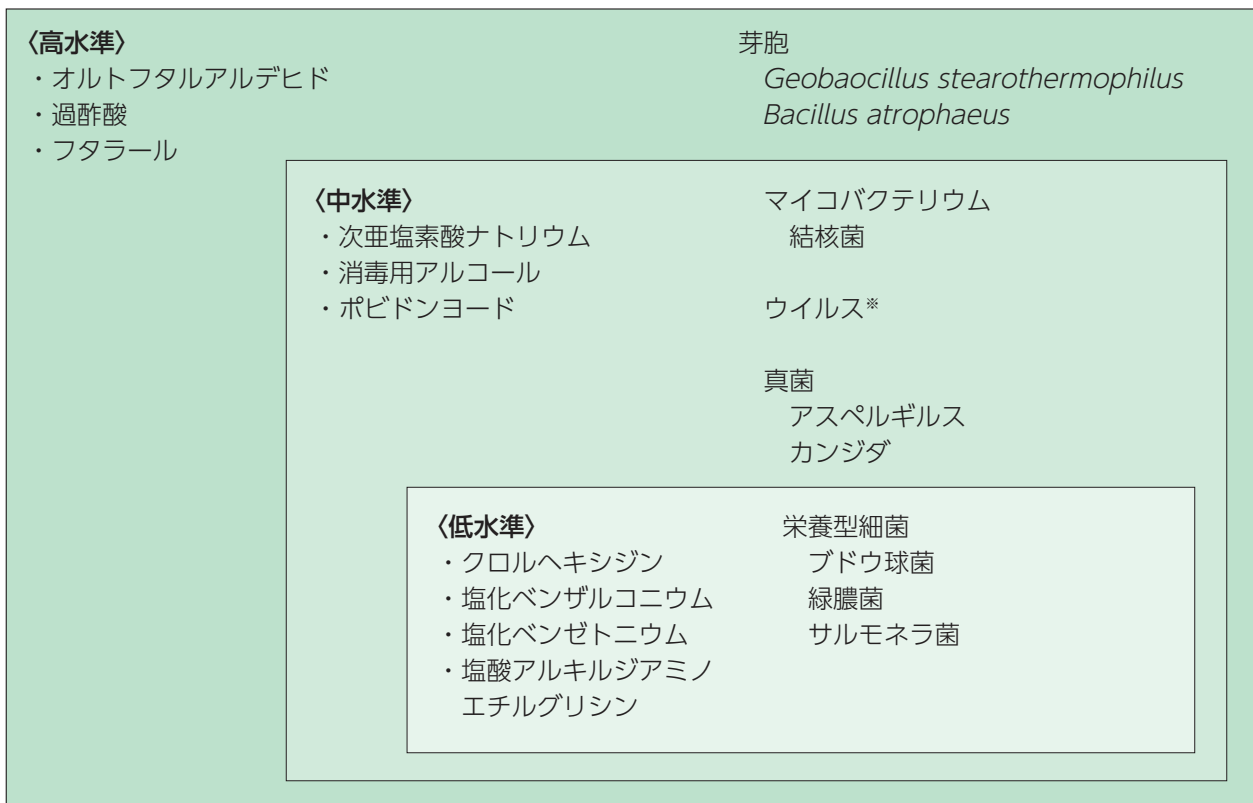 〈高水準〉
・オルトフタルアルデヒド
・過酢酸
・フタラール
芽胞
Geobaocillus stearothermophilus
Bacillus atrophaeus
〈中水準〉
・次亜塩素酸ナトリウム
・消毒用アルコール
・ポビドンヨード
マイコバクテリウム
結核菌
ウイルス※
真菌
アスペルギルス
カンジダ
〈低水準〉
・クロルヘキシジン
・塩化ベンザルコニウム
・塩化ベンゼトニウム
・塩酸アルキルジアミノ
エチルグリシン
栄養型細菌
ブドウ球菌
緑膿菌
サルモネラ菌